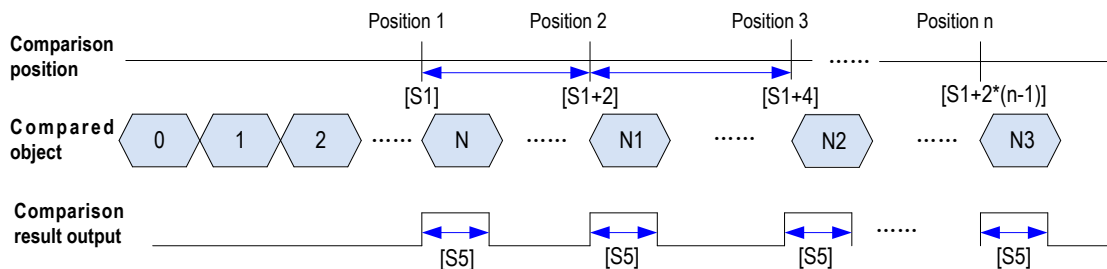 Position 1 Position 2 Position 3 Position n
Comparison position
……
[S1] [S1+2] [S1+4] [S1+2*(n-1)]
Compared object
0 1 2 …… N …… N1 …… N2 …… N3
Comparison result output
[S5] [S5] [S5] …… [S5]